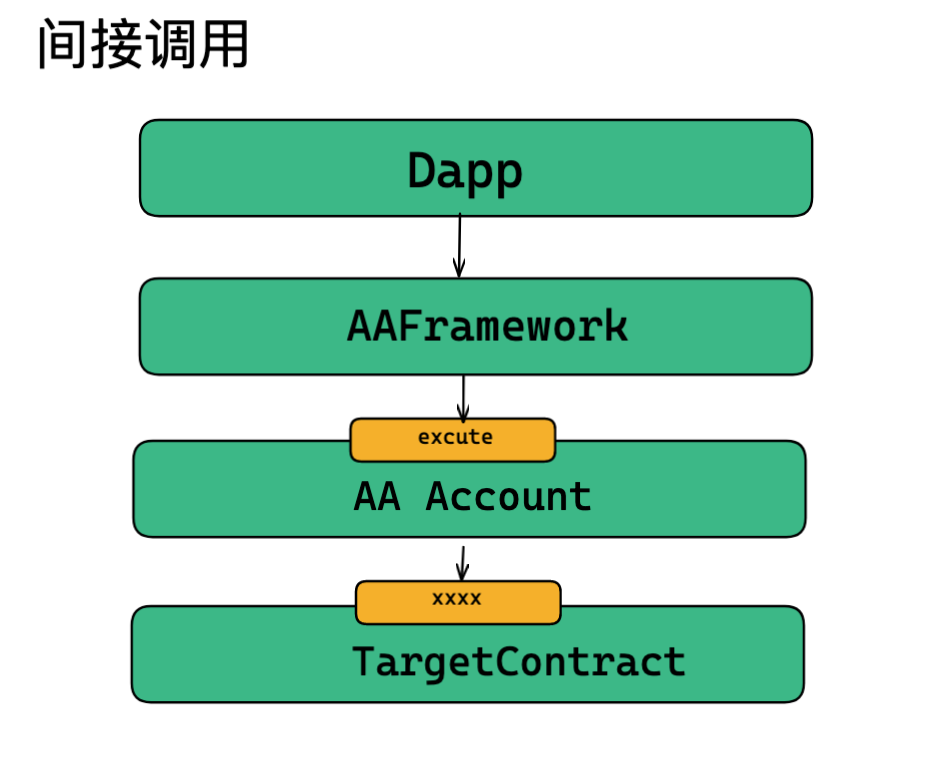 间接调用
Dapp
AAFramework
excute
AA Account
xxxx
TargetContract